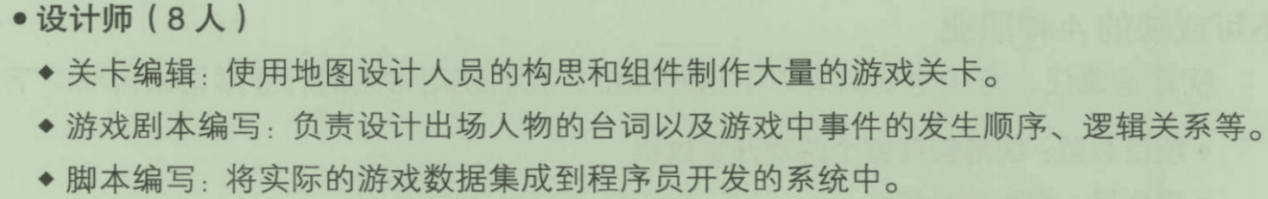 ● 设计师（8 人）
◆ 关卡编辑：使用地图设计人员的构思和组件制作大量的游戏关卡。
◆ 游戏剧本编写：负责设计出场人物的台词以及游戏中事件的发生顺序、逻辑关系等。
◆ 脚本编写：将实际的游戏数据集成到程序员开发的系统中。